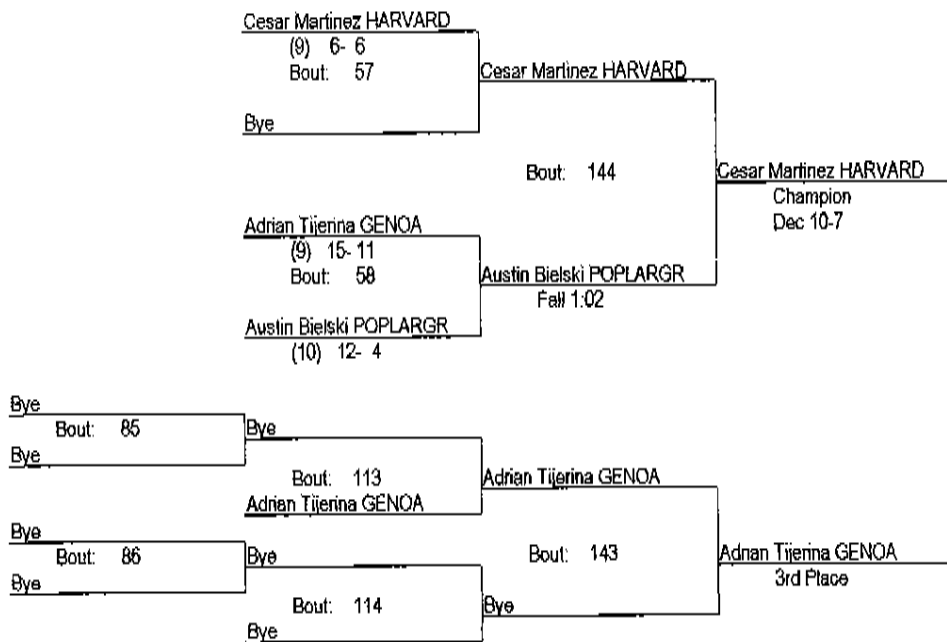 Cesar Martinez HARVARD
(9) 6- 6
Bout: 57
Cesar Martinez HARVARD
Bye
Bout: 144
Cesar Martinez HARVARD
Champion
Dec 10-7
Adrian Tijerina GENOA
(9) 15- 11
Bout: 58
Austin Bielski POPLARGR
Fall 1:02
Austin Bielski POPLARGR
(10) 12- 4
Bye
Bout: 85
Bye
Bye
Bout: 113
Adrian Tijerina GENOA
Adrian Tijerina GENOA
Bye
Bout: 86
Bye
Bye
Bout: 143
Adrian Tijerina GENOA
3rd Place
Bout: 114
Bye
Bye